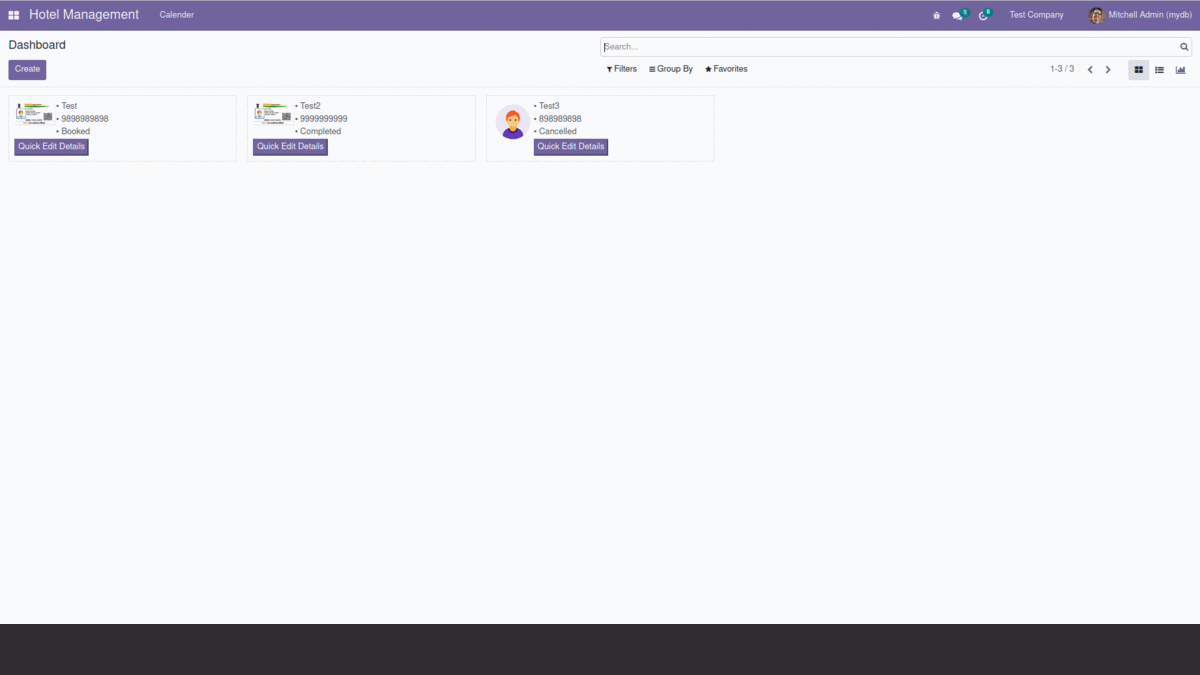 Hotel Management Calender 5 8 Test Company Mitchell Admin (mydb)
Dashboard
Search...
Create
Filters Group By Favorites 1-3 / 3
• Test
• 9898989898
• Booked
Quick Edit Details
• Test2
• 9999999999
• Completed
Quick Edit Details
• Test3
• 898989898
• Cancelled
Quick Edit Details